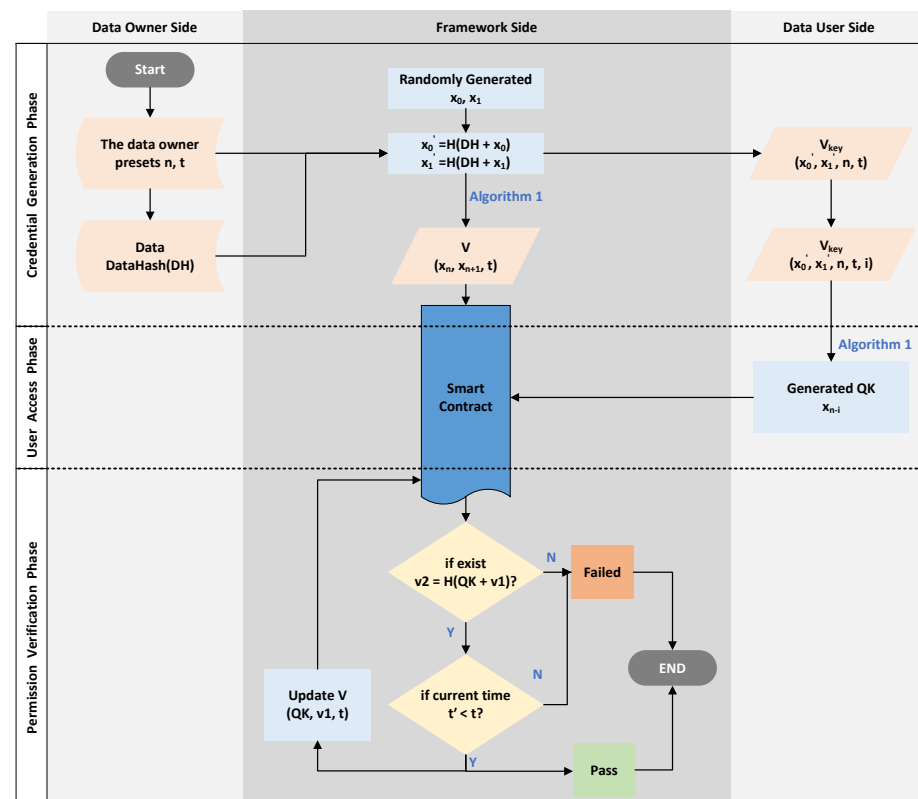 Data Owner Side
Framework Side
Data User Side
Credential Generation Phase
Start
The data owner
presets n, t
Data
DataHash(DH)
Randomly Generated
x₀, x₁
x₀' =H(DH + x₀)
x₁' =H(DH + x₁)
Algorithm 1
V
(xₙ, xₙ₊₁, t)
V_key
(x₀', x₁', n, t)
V_key
(x₀', x₁', n, t, i)
User Access Phase
Algorithm 1
Smart
Contract
Generated QK
xₙ₋ᵢ
Permission Verification Phase
if exist
v2 = H(QK + v1)?
N
Failed
Y
END
Update V
(QK, v1, t)
if current time
t' < t?
N
Y
Pass